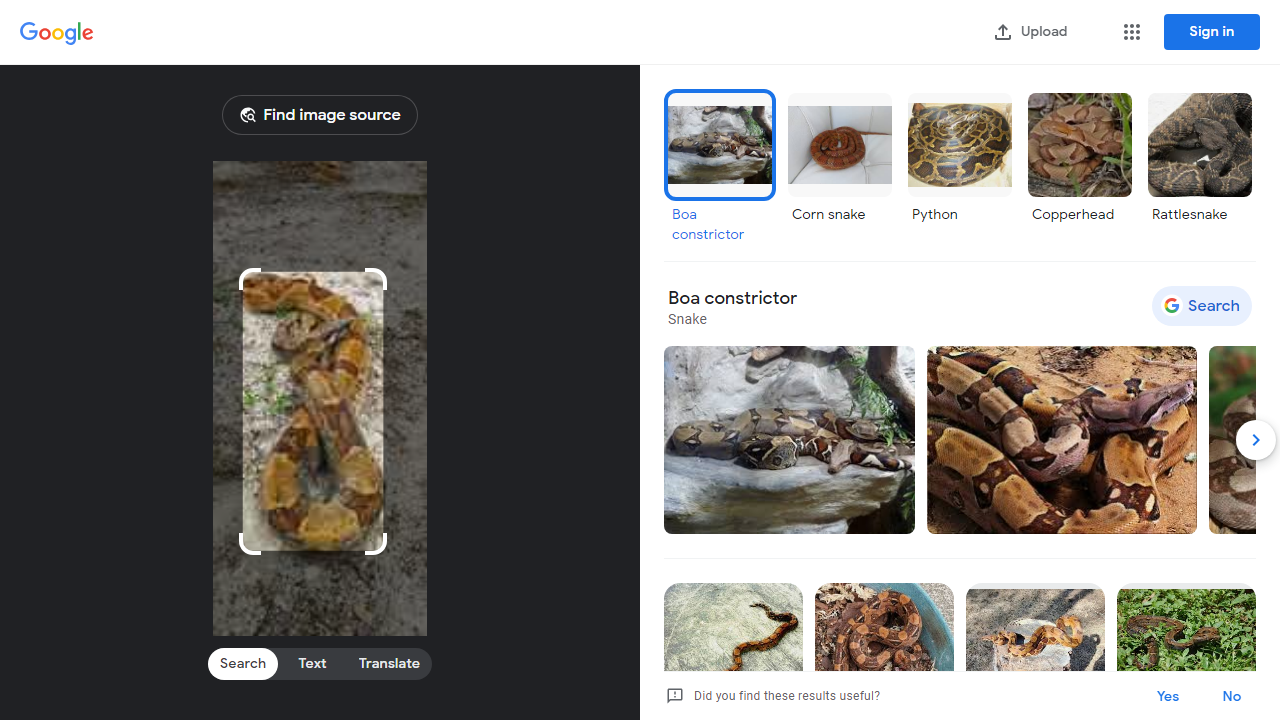 Google
Upload
Sign in
Find image source
Search
Text
Translate
Boa
constrictor
Corn snake
Python
Copperhead
Rattlesnake
Boa constrictor
Snake
Search
Did you find these results useful?
Yes
No